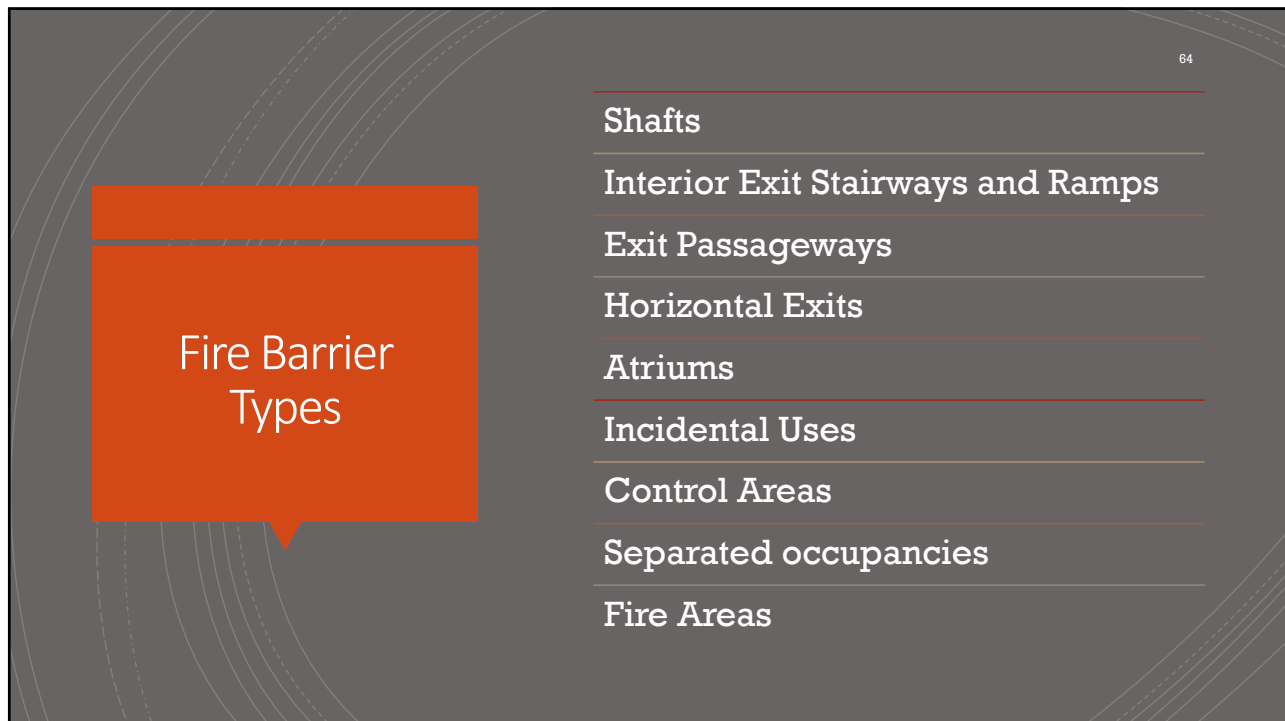 64
Fire Barrier
Types
Shafts
Interior Exit Stairways and Ramps
Exit Passageways
Horizontal Exits
Atriums
Incidental Uses
Control Areas
Separated occupancies
Fire Areas